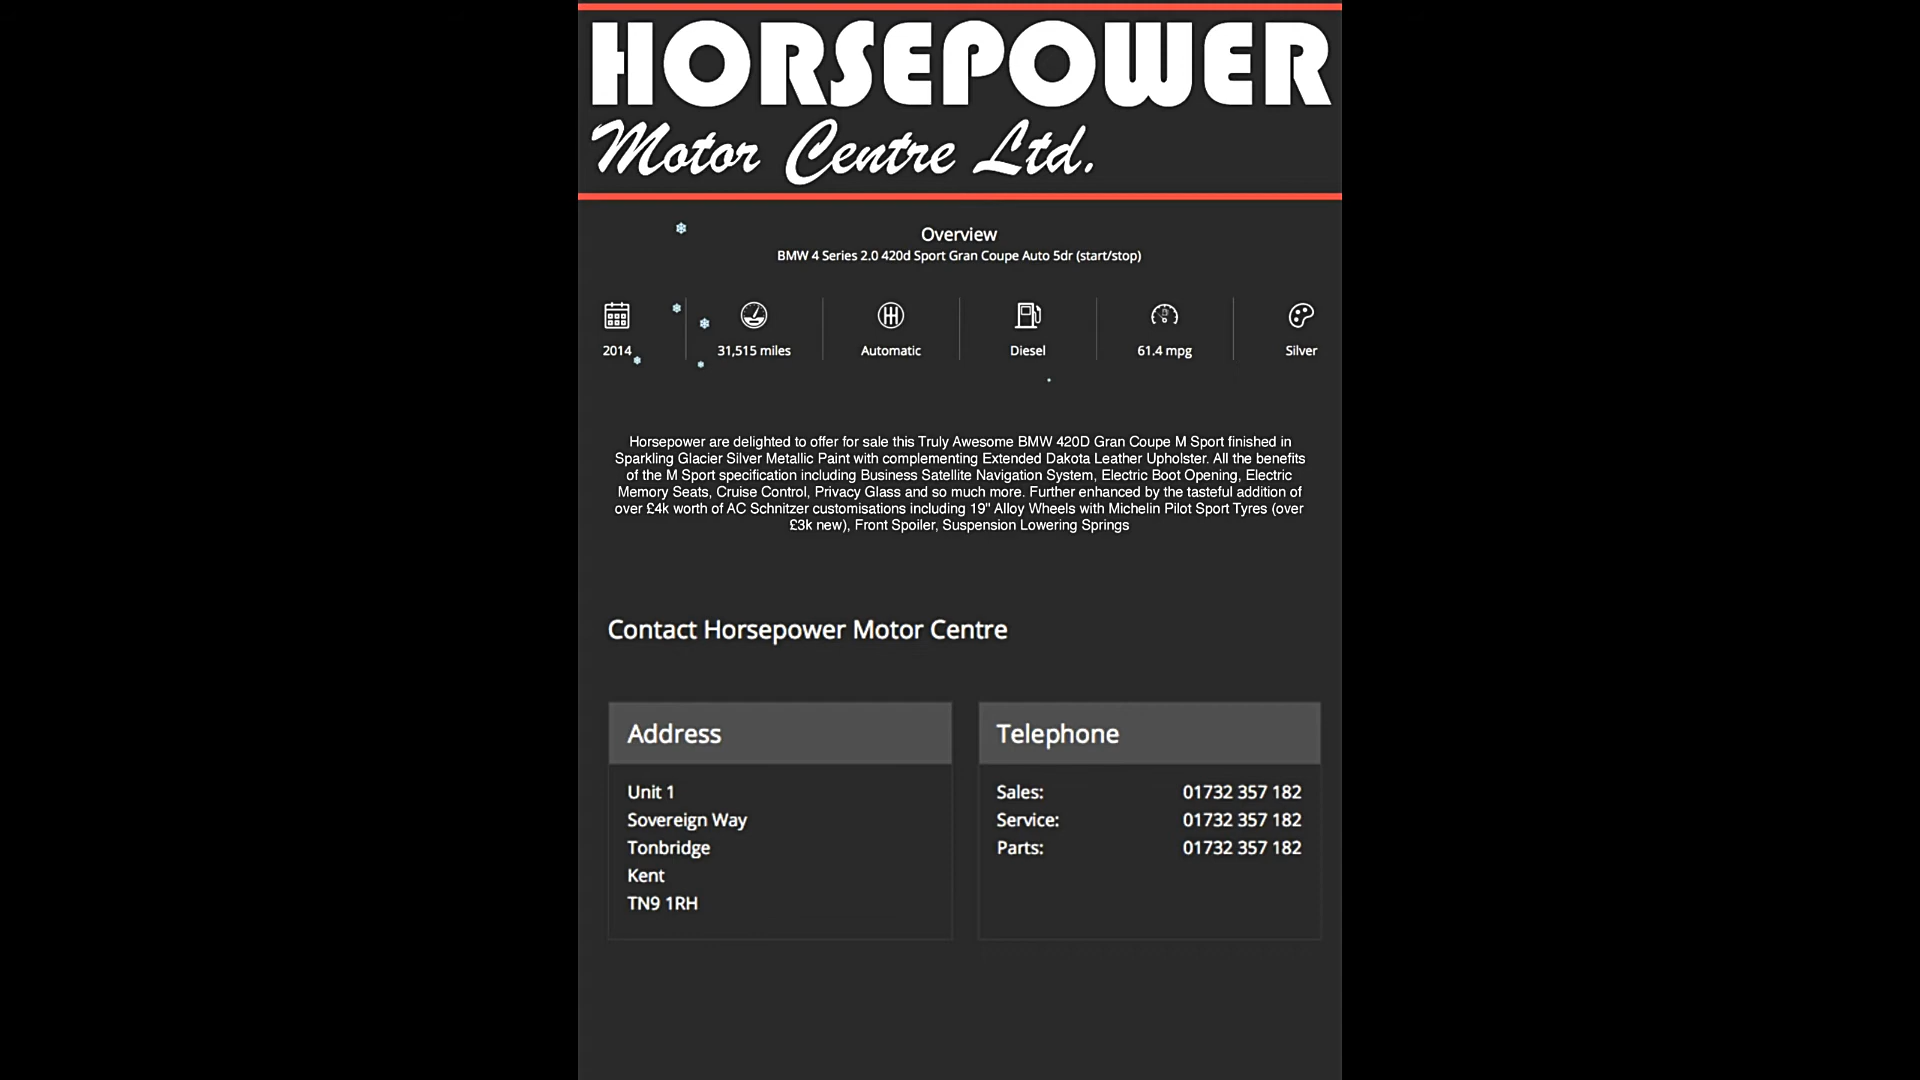 HORSEPOWER
Motor Centre Ltd.
Overview
BMW 4 Series 2.0 420d Sport Gran Coupe Auto 5dr (start/stop)
2014
31,515 miles
Automatic
Diesel
61.4 mpg
Silver
Horsepower are delighted to offer for sale this Truly Awesome BMW 420D Gran Coupe M Sport finished in
Sparkling Glacier Silver Metallic Paint with complementing Extended Dakota Leather Upholster. All the benefits
of the M Sport specification including Business Satellite Navigation System, Electric Boot Opening, Electric
Memory Seats, Cruise Control, Privacy Glass and so much more. Further enhanced by the tasteful addition of
over £4k worth of AC Schnitzer customisations including 19" Alloy Wheels with Michelin Pilot Sport Tyres (over
£3k new), Front Spoiler, Suspension Lowering Springs
Contact Horsepower Motor Centre
Address
Unit 1
Sovereign Way
Tonbridge
Kent
TN9 1RH
Telephone
Sales: 01732 357 182
Service: 01732 357 182
Parts: 01732 357 182